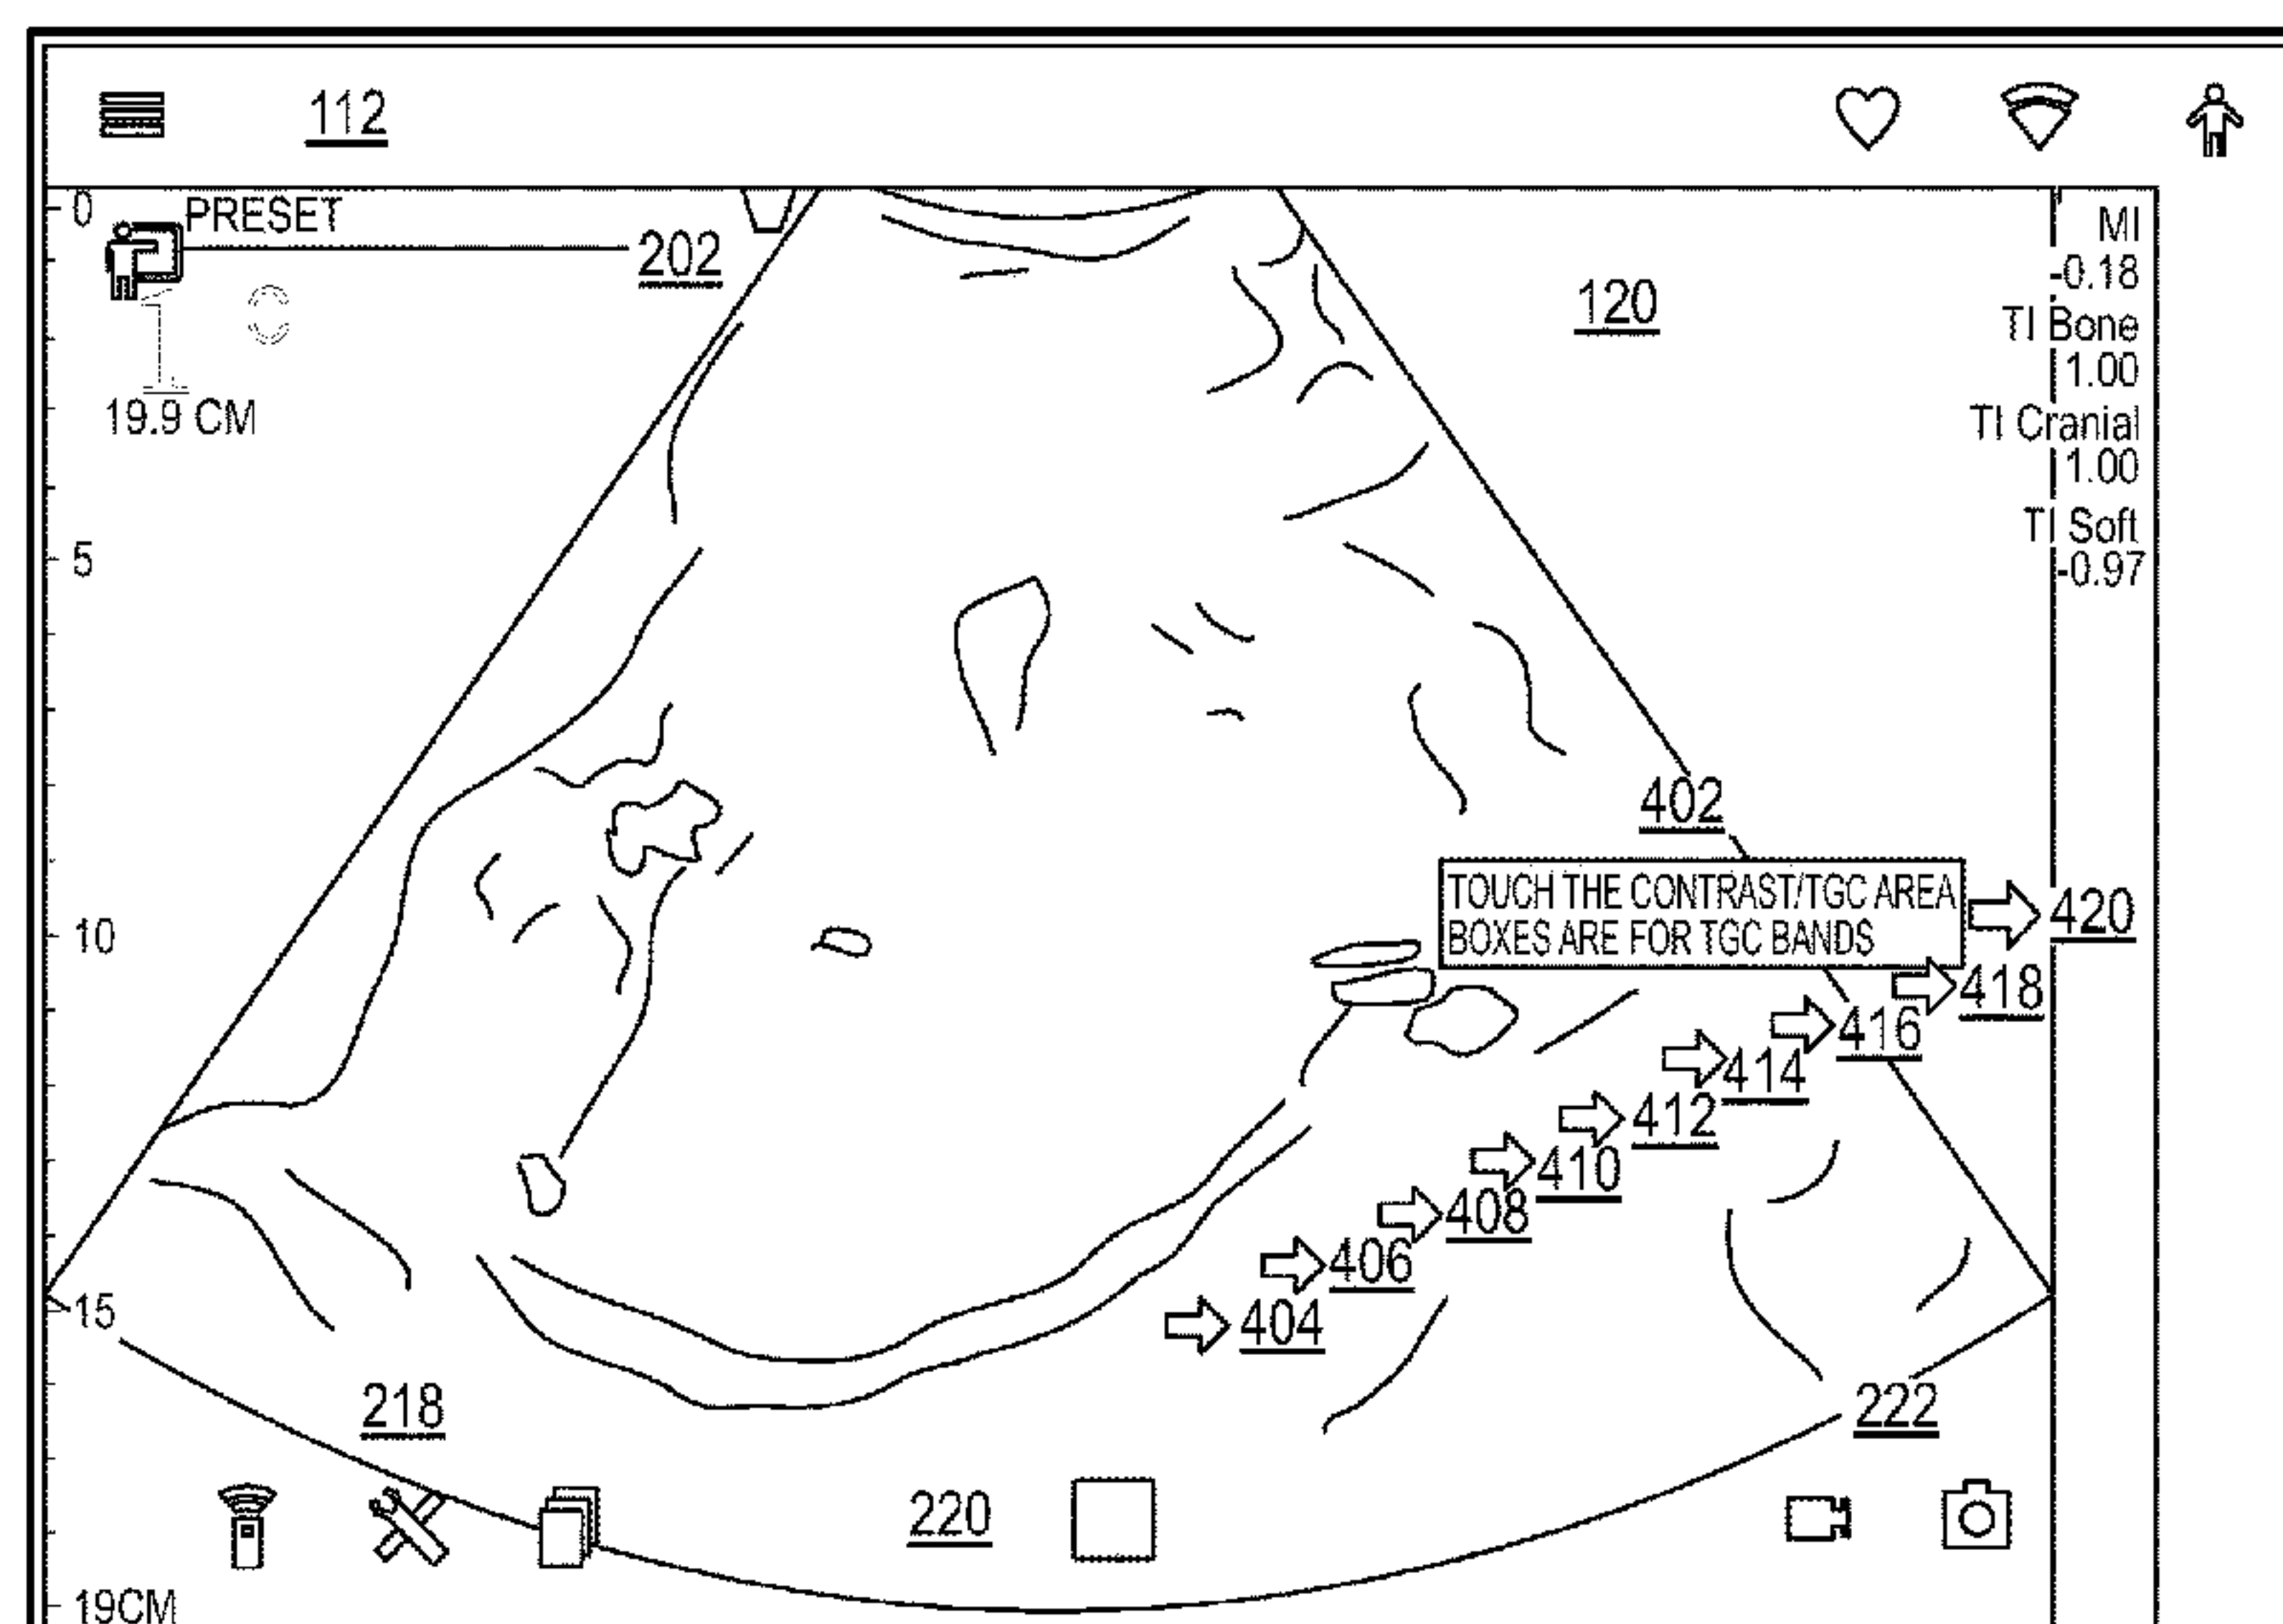 112
0
PRESET
202
19.9 CM
120
MI
-0.18
TI Bone
1.00
TI Cranial
1.00
TI Soft
-0.97
5
402
TOUCH THE CONTRAST/TGC AREA
BOXES ARE FOR TGC BANDS
420
10
418
416
414
412
410
408
406
404
15
218
222
220
19CM